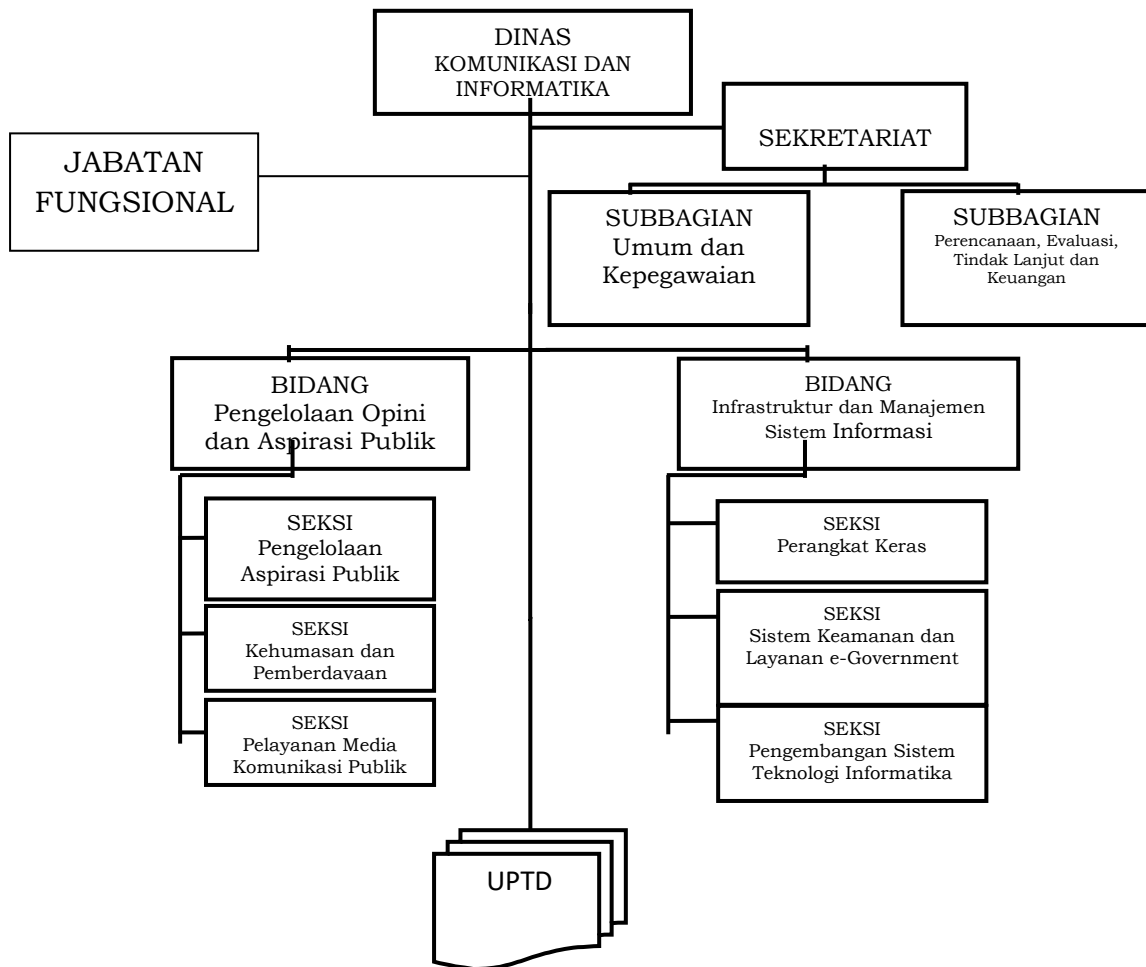 DINAS
KOMUNIKASI DAN
INFORMATIKA
SEKRETARIAT
JABATAN
FUNGSIONAL
SUBBAGIAN
Umum dan
Kepegawaian
SUBBAGIAN
Perencanaan, Evaluasi,
Tindak Lanjut dan
Keuangan
BIDANG
Pengelolaan Opini
dan Aspirasi Publik
BIDANG
Infrastruktur dan Manajemen
Sistem Informasi
SEKSI
Pengelolaan
Aspirasi Publik
SEKSI
Kehumasan dan
Pemberdayaan
SEKSI
Pelayanan Media
Komunikasi Publik
SEKSI
Perangkat Keras
SEKSI
Sistem Keamanan dan
Layanan e-Government
SEKSI
Pengembangan Sistem
Teknologi Informatika
UPTD